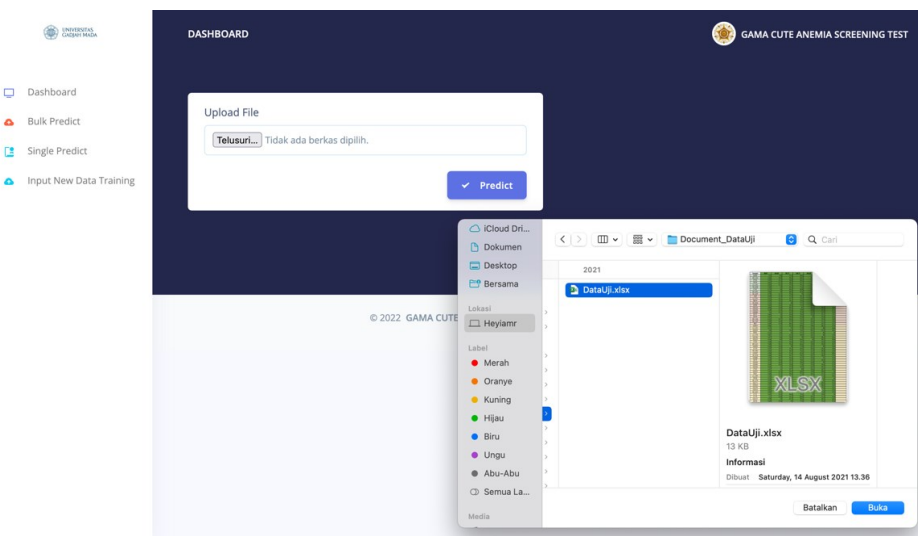 UNIVERSITAS
GADJAH MADA
DASHBOARD
GAMA CUTE ANEMIA SCREENING TEST
Dashboard
Bulk Predict
Single Predict
Input New Data Training
Upload File
Telusuri... Tidak ada berkas dipilih.
Predict
© 2022 GAMA CUTE
iCloud Dri...
Dokumen
Desktop
Bersama
Lokasi
Heyiamr
Label
Merah
Oranye
Kuning
Hijau
Biru
Ungu
Abu-Abu
Semua La...
Media
Document_DataUji
Cari
2021
DataUji.xlsx
XLSX
DataUji.xlsx
13 KB
Informasi
Dibuat Saturday, 14 August 2021 13.36
Batalkan
Buka